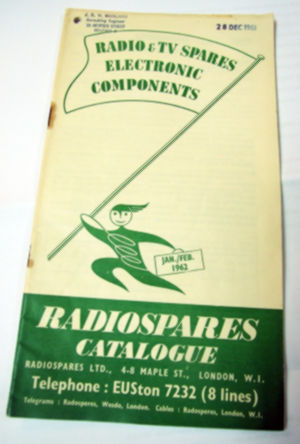 28 DEC 1961
RADIO & TV SPARES
ELECTRONIC
COMPONENTS
JAN./FEB.
1962
RADIOSPARES
CATALOGUE
RADIOSPARES LTD., 4-8 MAPLE ST., LONDON, W.1.
Telephone : EUSton 7232 (8 lines)
Telegrams : Radospares, Wesdo, London. Cables : Radospares, London, W.1.